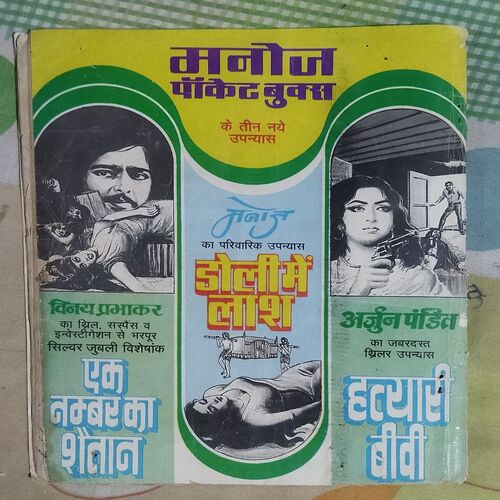 मनोज
पॉकेट बुक्स
के तीन नये
उपन्यास
विनय प्रभाकर
का थ्रिल, सस्पैंस व
इन्वेस्टीगेशन से भरपूर
सिल्वर जुबली विशेषांक
एक
नम्बर का
शैतान
मनोज
का परिवारिक उपन्यास
डोली में
लाश
अर्जुन पंडित
का जबरदस्त
थ्रिलर उपन्यास
हत्यारी
बीवी